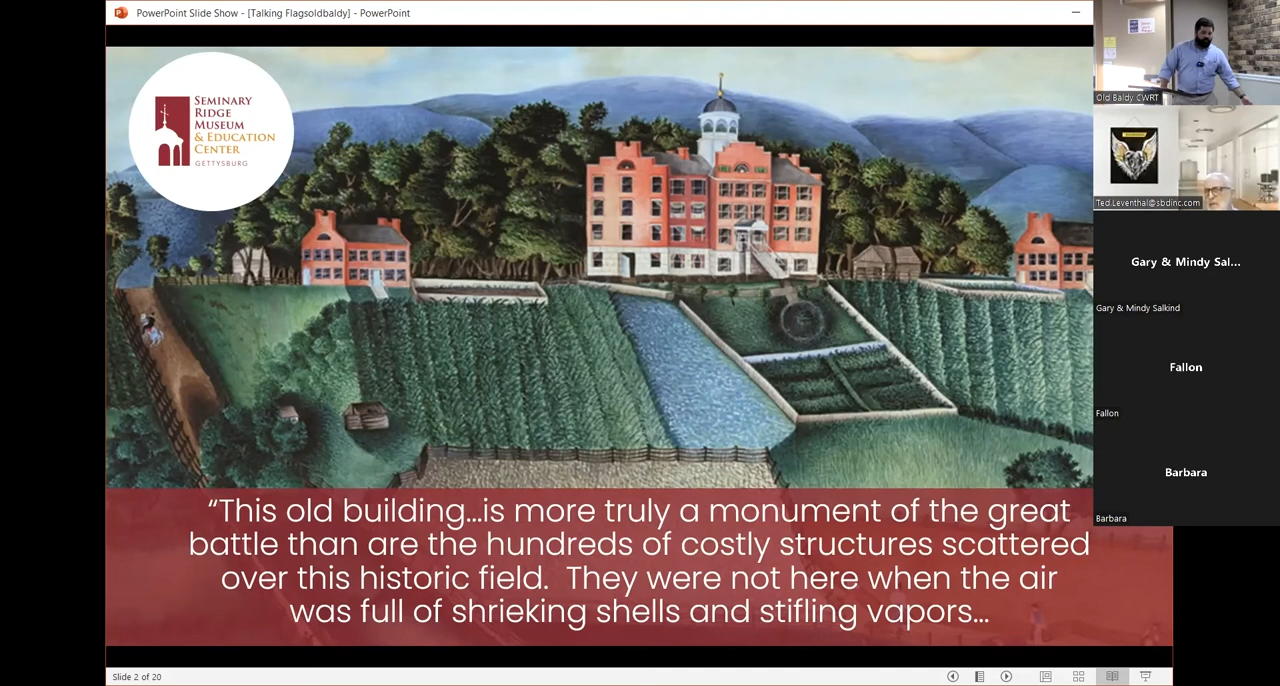 PowerPoint Slide Show - [Talking Flagsoldbaldy] - PowerPoint
SEMINARY
RIDGE
MUSEUM
& EDUCATION
CENTER
GETTYSBURG
“This old building…is more truly a monument of the great
battle than are the hundreds of costly structures scattered
over this historic field. They were not here when the air
was full of shrieking shells and stifling vapors…
Slide 2 of 20
Old Baldy CWRT
Ted.Leventhal@sbdinc.com
Gary & Mindy Sal...
Gary & Mindy Salkind
Fallon
Fallon
Barbara
Barbara